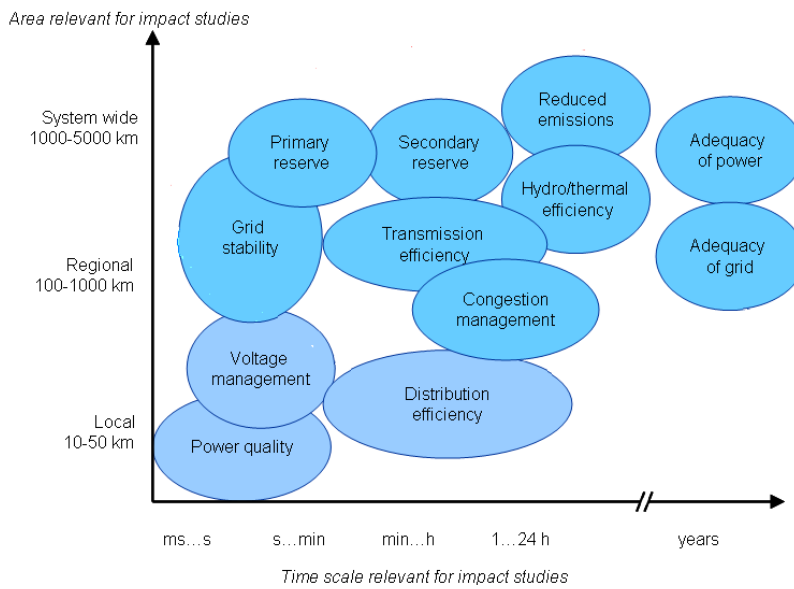 Area relevant for impact studies
System wide
1000-5000 km
Reduced
emissions
Primary
reserve
Secondary
reserve
Adequacy
of power
Hydro/thermal
efficiency
Grid
stability
Transmission
efficiency
Adequacy
of grid
Regional
100-1000 km
Congestion
management
Voltage
management
Distribution
efficiency
Local
10-50 km
Power quality
ms...s
s...min
min...h
1...24 h
years
Time scale relevant for impact studies